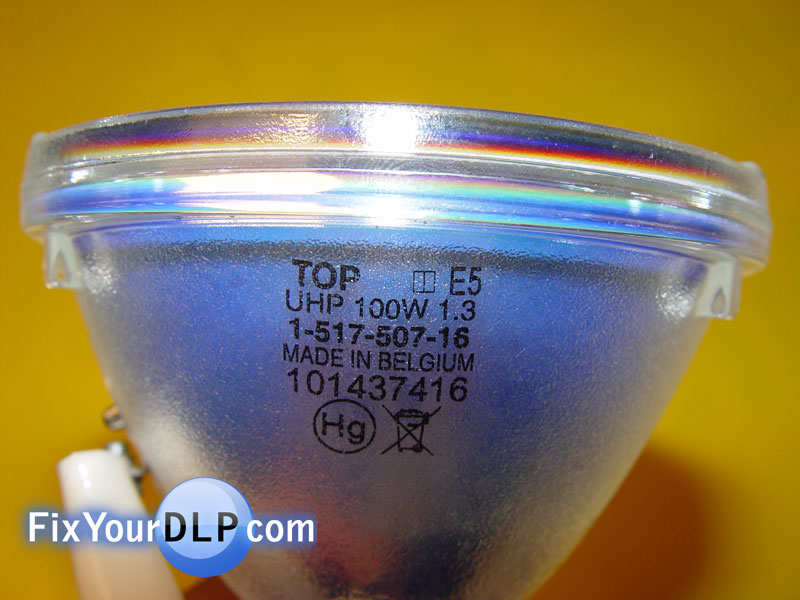 TOP E5
UHP 100W 1.3
1-517-507-16
MADE IN BELGIUM
101437416
Hg
FixYourDLP.com